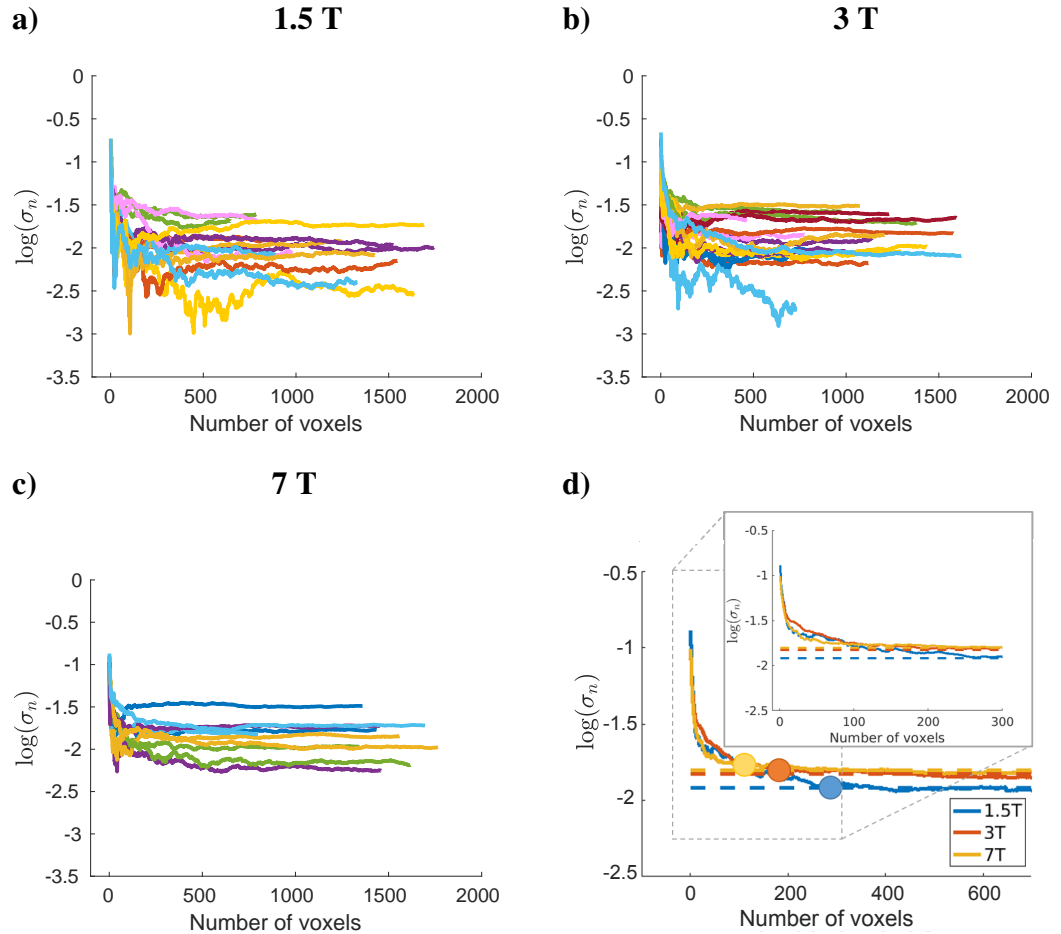 a) 1.5 T
0
-0.5
-1
-1.5
-2
-2.5
-3
-3.5
log(σn)
0 500 1000 1500 2000
Number of voxels
b) 3 T
0
-0.5
-1
-1.5
-2
-2.5
-3
-3.5
log(σn)
0 500 1000 1500 2000
Number of voxels
c) 7 T
0
-0.5
-1
-1.5
-2
-2.5
-3
-3.5
log(σn)
0 500 1000 1500 2000
Number of voxels
d)
-0.5
-1
-1.5
-2
-2.5
log(σn)
0 200 400 600
Number of voxels
-0.5
-1
-1.5
-2
-2.5
log(σn)
0 100 200 300
Number of voxels
1.5T
3T
7T